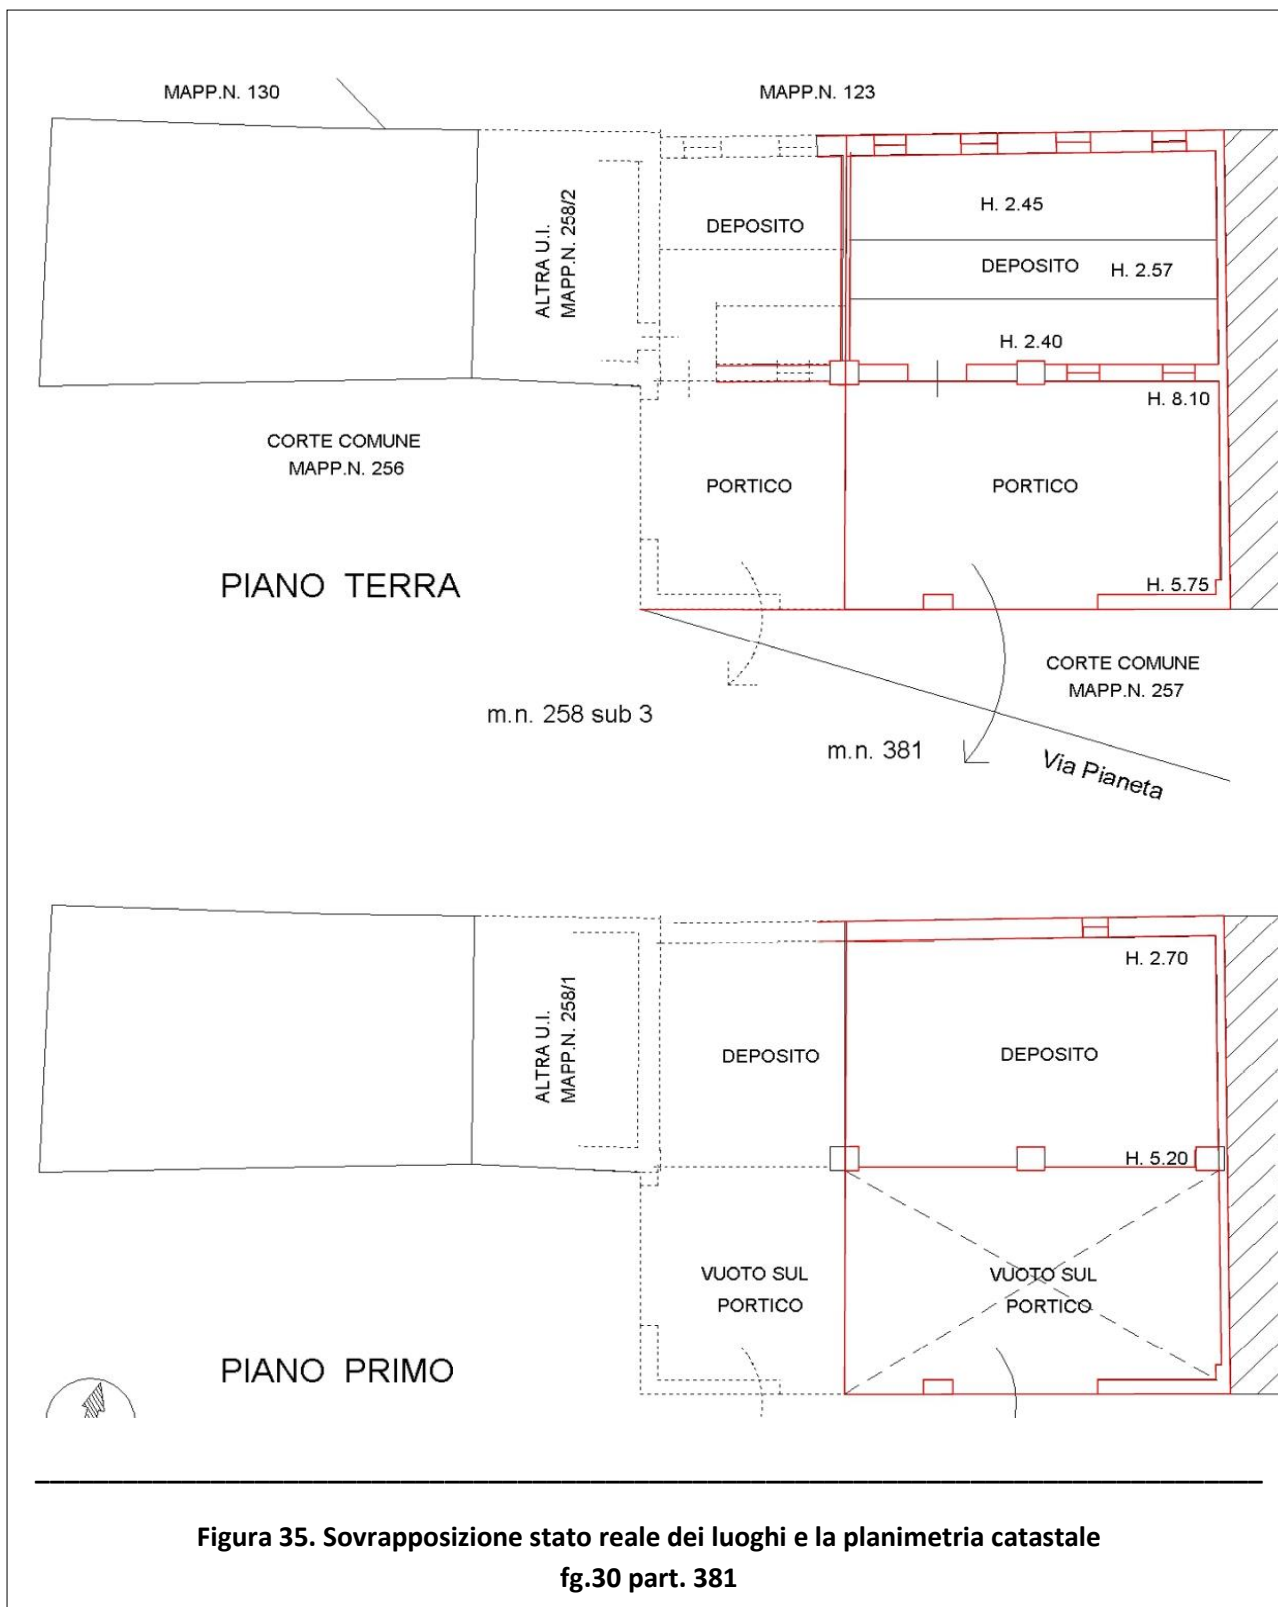 MAPP.N. 130
MAPP.N. 123
ALTRA U.I.
MAPP.N. 258/2
DEPOSITO
H. 2.45
DEPOSITO
H. 2.57
H. 2.40
H. 8.10
CORTE COMUNE
MAPP.N. 256
PORTICO
PORTICO
PIANO TERRA
H. 5.75
CORTE COMUNE
MAPP.N. 257
m.n. 258 sub 3
m.n. 381
Via Pianeta
ALTRA U.I.
MAPP.N. 258/1
H. 2.70
DEPOSITO
DEPOSITO
H. 5.20
VUOTO SUL
PORTICO
VUOTO SUL
PORTICO
PIANO PRIMO
Figura 35. Sovrapposizione stato reale dei luoghi e la planimetria catastale
fg.30 part. 381